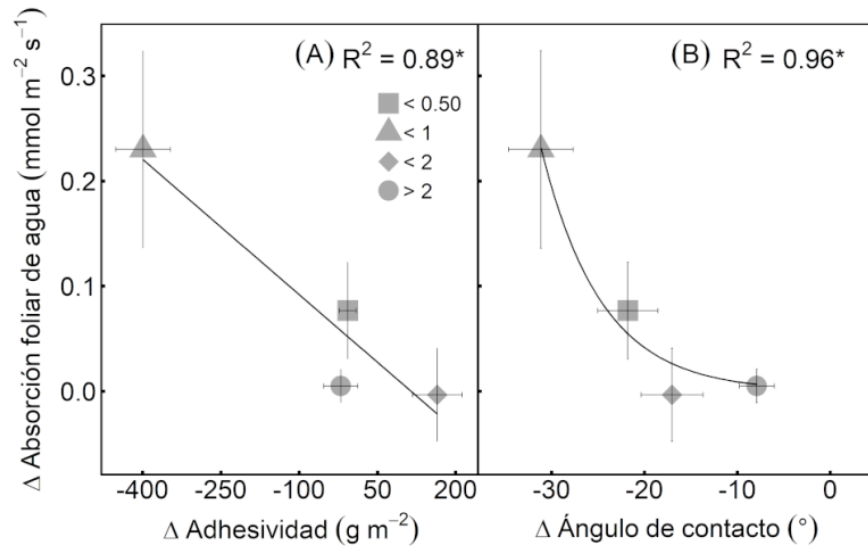 Δ Absorción foliar de agua (mmol m⁻² s⁻¹)
0.3
0.2
0.1
0.0
(A) R² = 0.89*
< 0.50
< 1
< 2
> 2
-400 -250 -100 50 200
Δ Adhesividad (g m⁻²)
(B) R² = 0.96*
-30 -20 -10 0
Δ Ángulo de contacto (°)